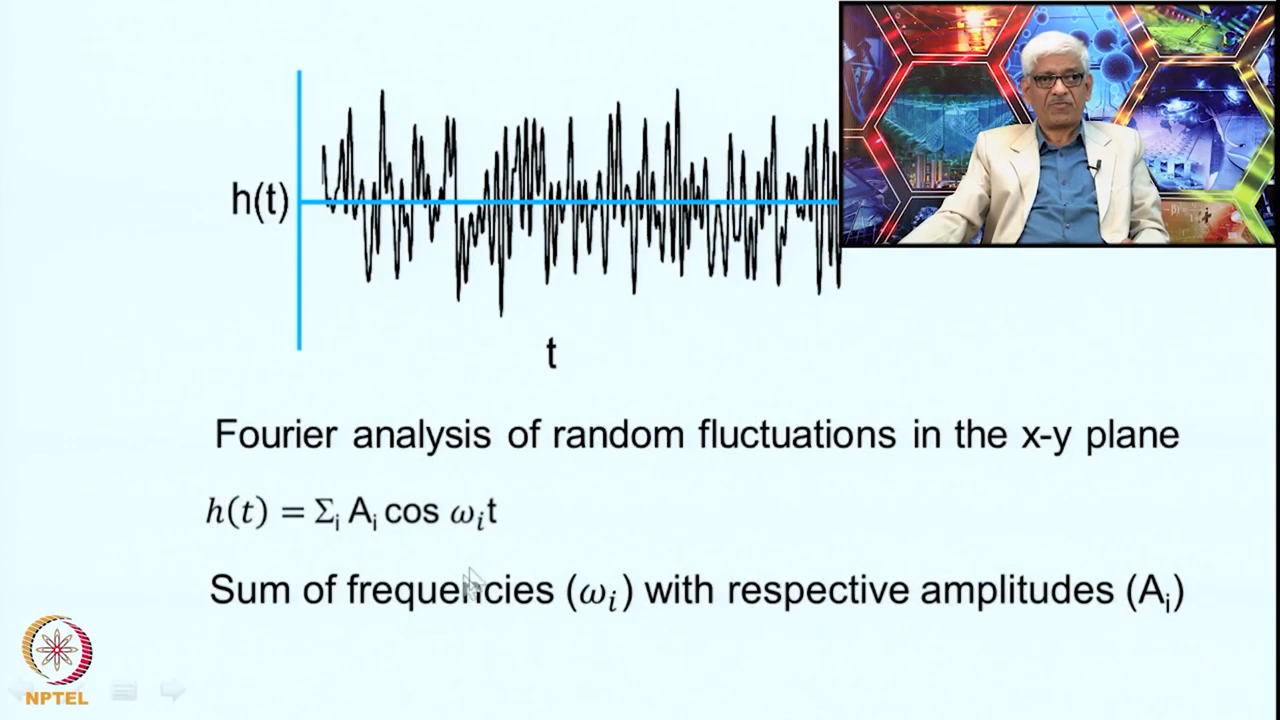 h(t)
t
Fourier analysis of random fluctuations in the x-y plane
h(t) = Σᵢ Aᵢ cos ωᵢt
Sum of frequencies (ωᵢ) with respective amplitudes (Aᵢ)
NPTEL